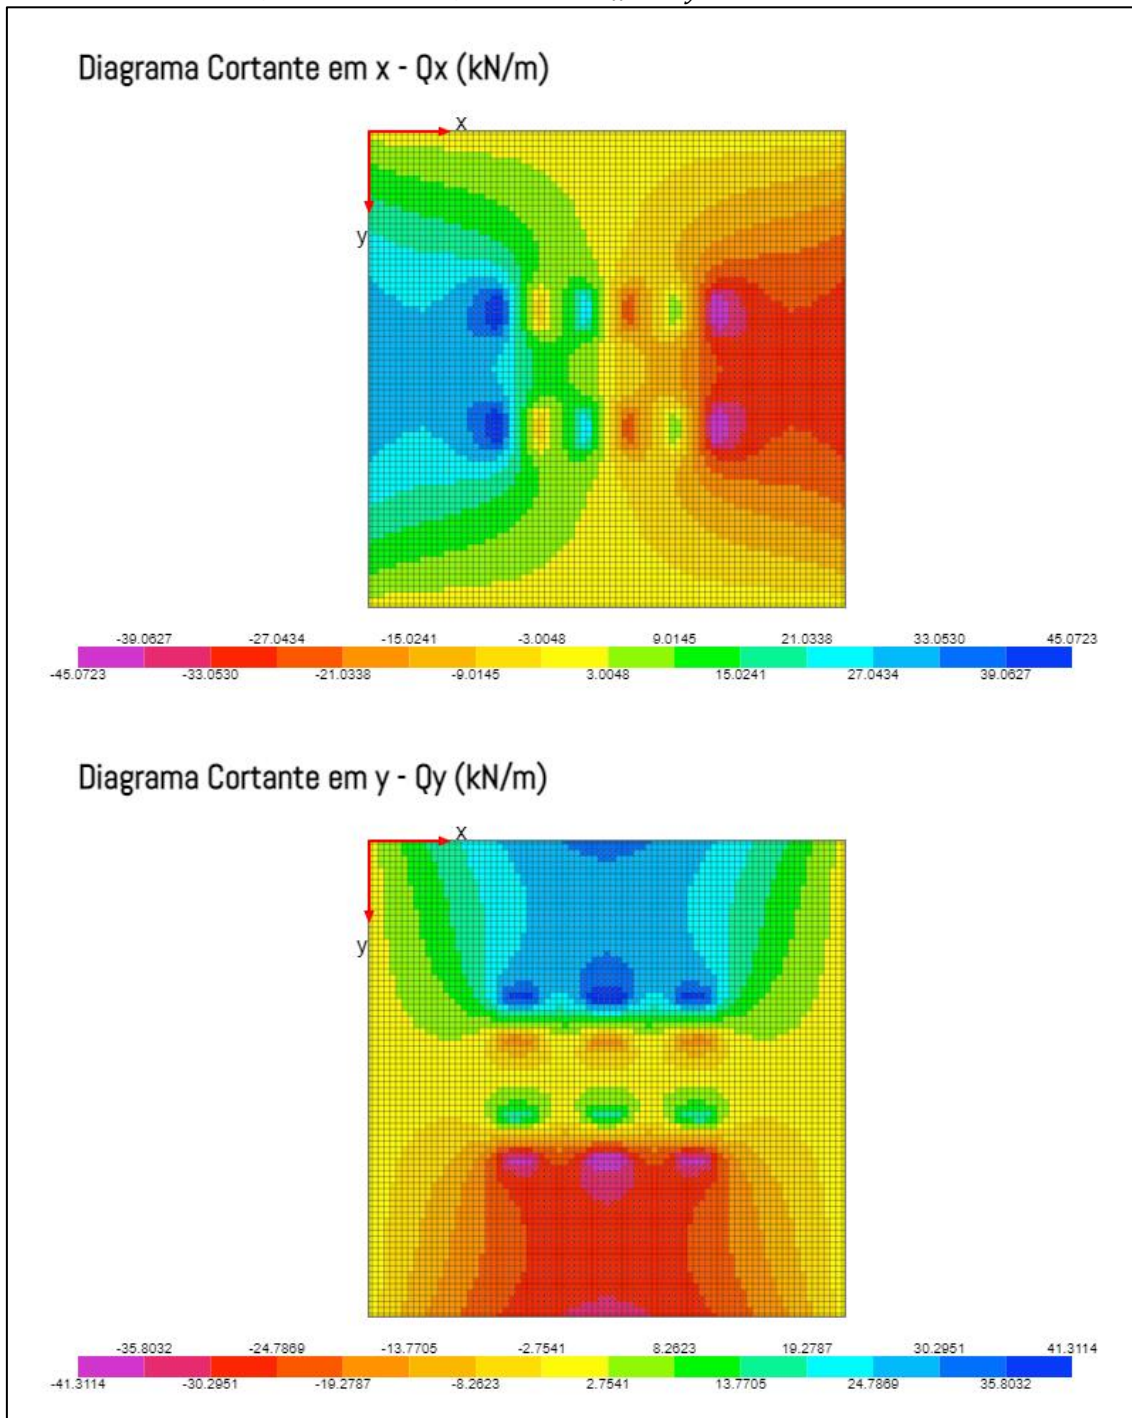 Diagrama Cortante em x - Qx (kN/m)
x
y
-39.0627 -27.0434 -15.0241 -3.0048 9.0145 21.0338 33.0530 45.0723
-45.0723 -33.0530 -21.0338 -9.0145 3.0048 15.0241 27.0434 39.0627
Diagrama Cortante em y - Qy (kN/m)
x
y
-35.8032 -24.7869 -13.7705 -2.7541 8.2623 19.2787 30.2951 41.3114
-41.3114 -30.2951 -19.2787 -8.2623 2.7541 13.7705 24.7869 35.8032